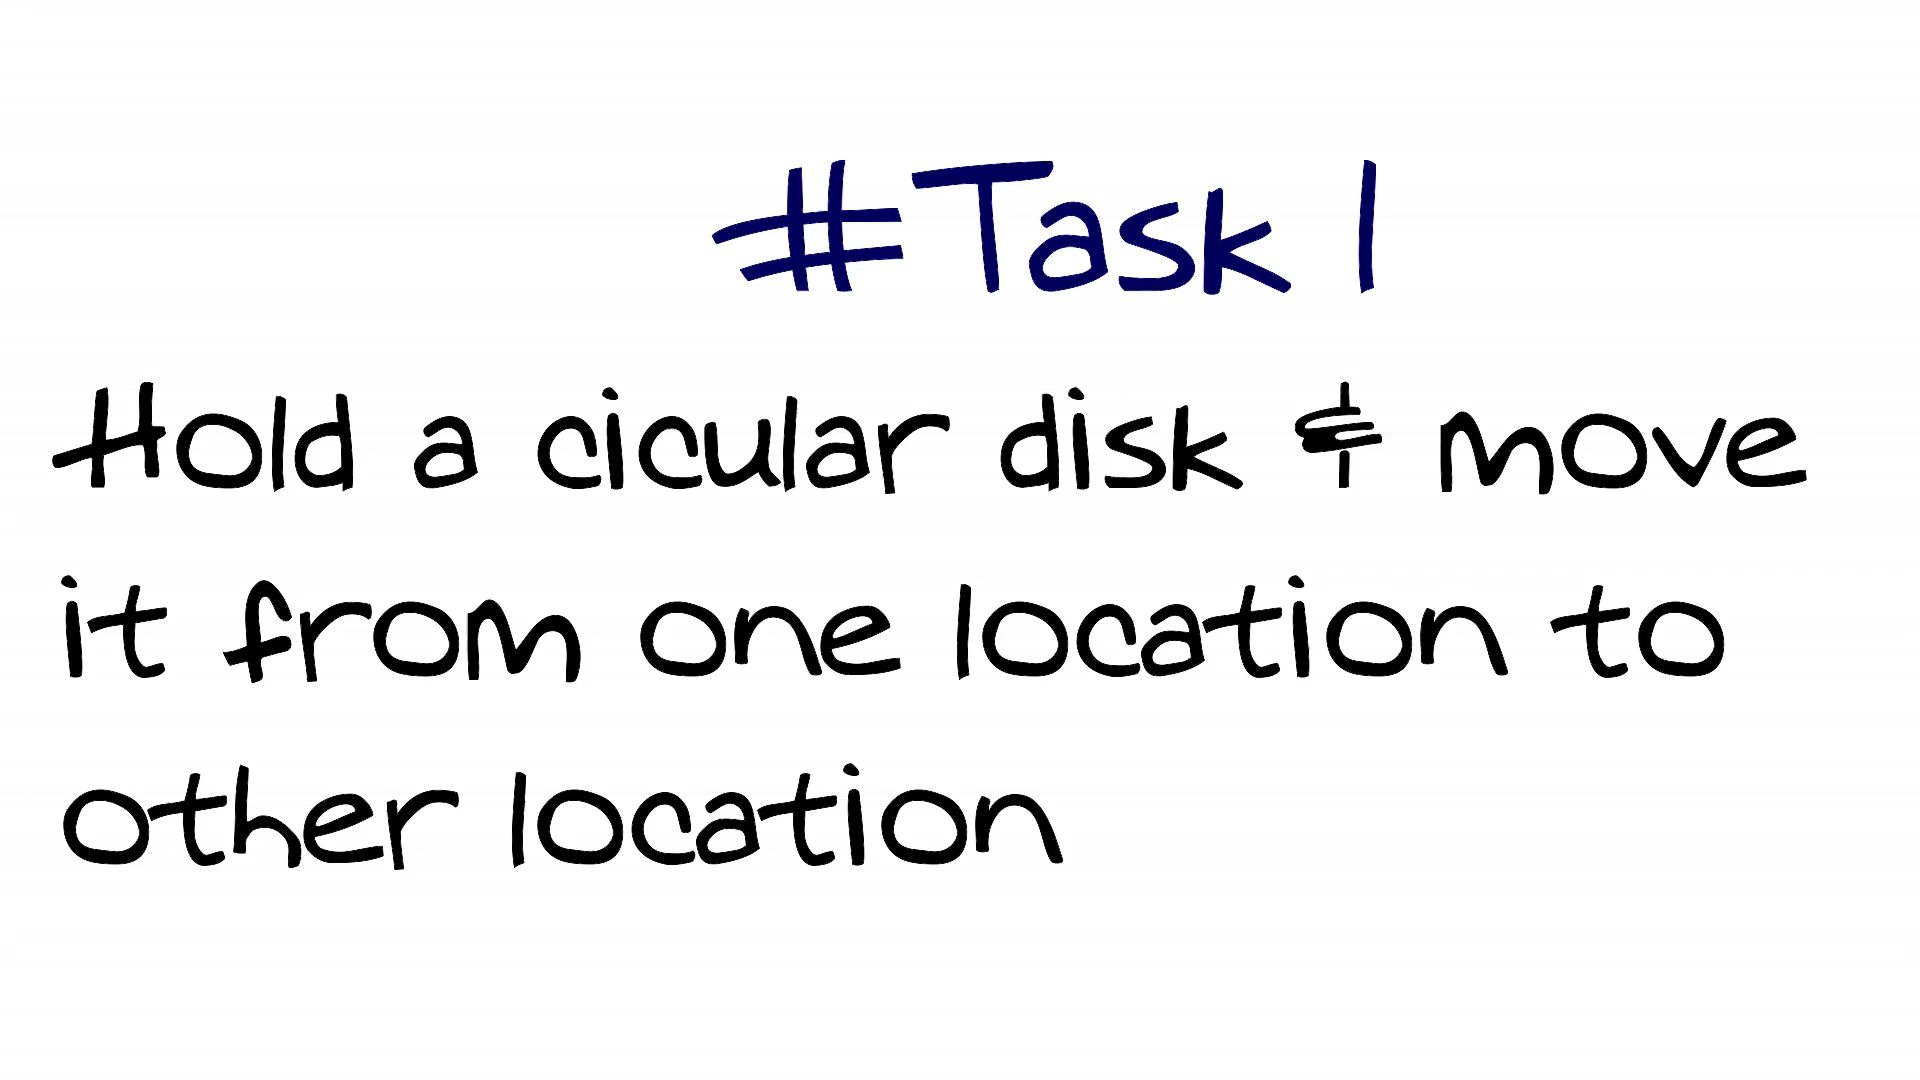 #Task 1
Hold a cicular disk & move
it from one location to
other location